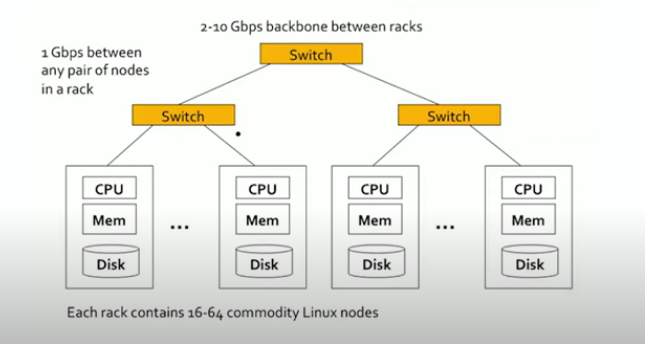 2-10 Gbps backbone between racks
Switch
1 Gbps between
any pair of nodes
in a rack
Switch
Switch
CPU
Mem
Disk
...
CPU
Mem
Disk
CPU
Mem
Disk
...
CPU
Mem
Disk
Each rack contains 16-64 commodity Linux nodes